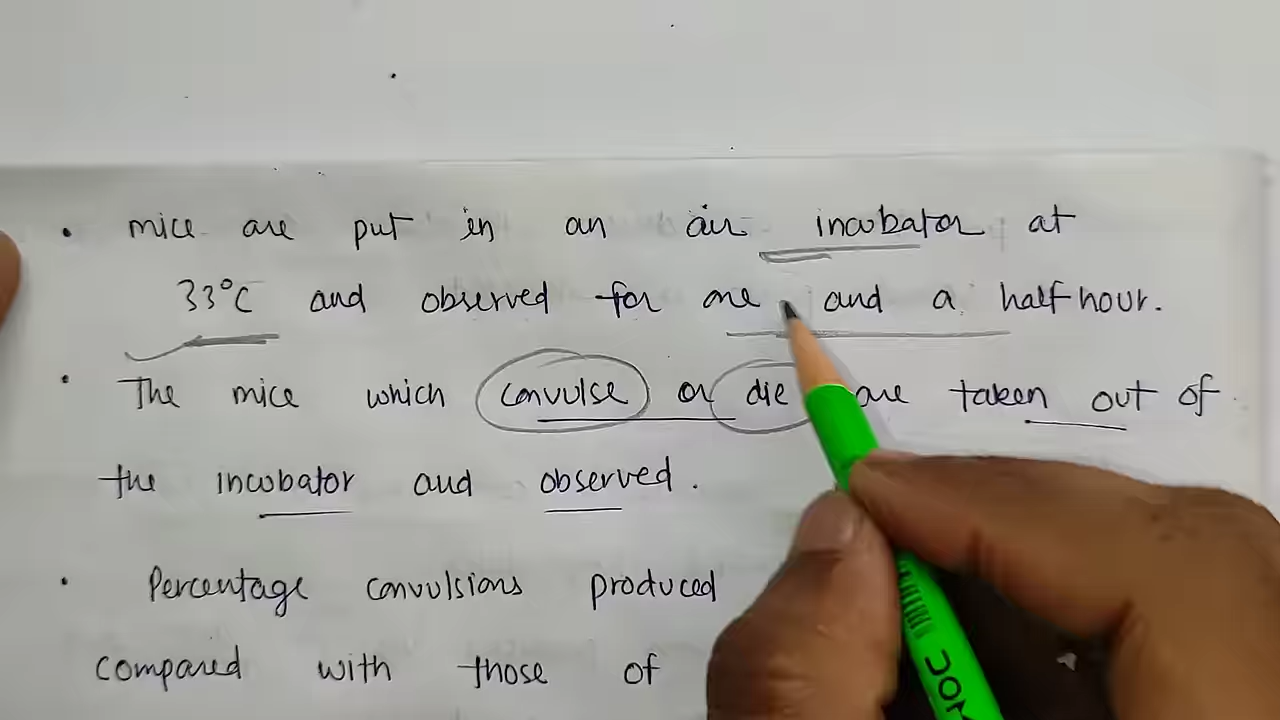 • mice are put in an air incubator at
33°C and observed for one and a half hour.
• The mice which convulse or die are taken out of
the incubator and observed.
• Percentage convulsions produced
compared with those of
DOM